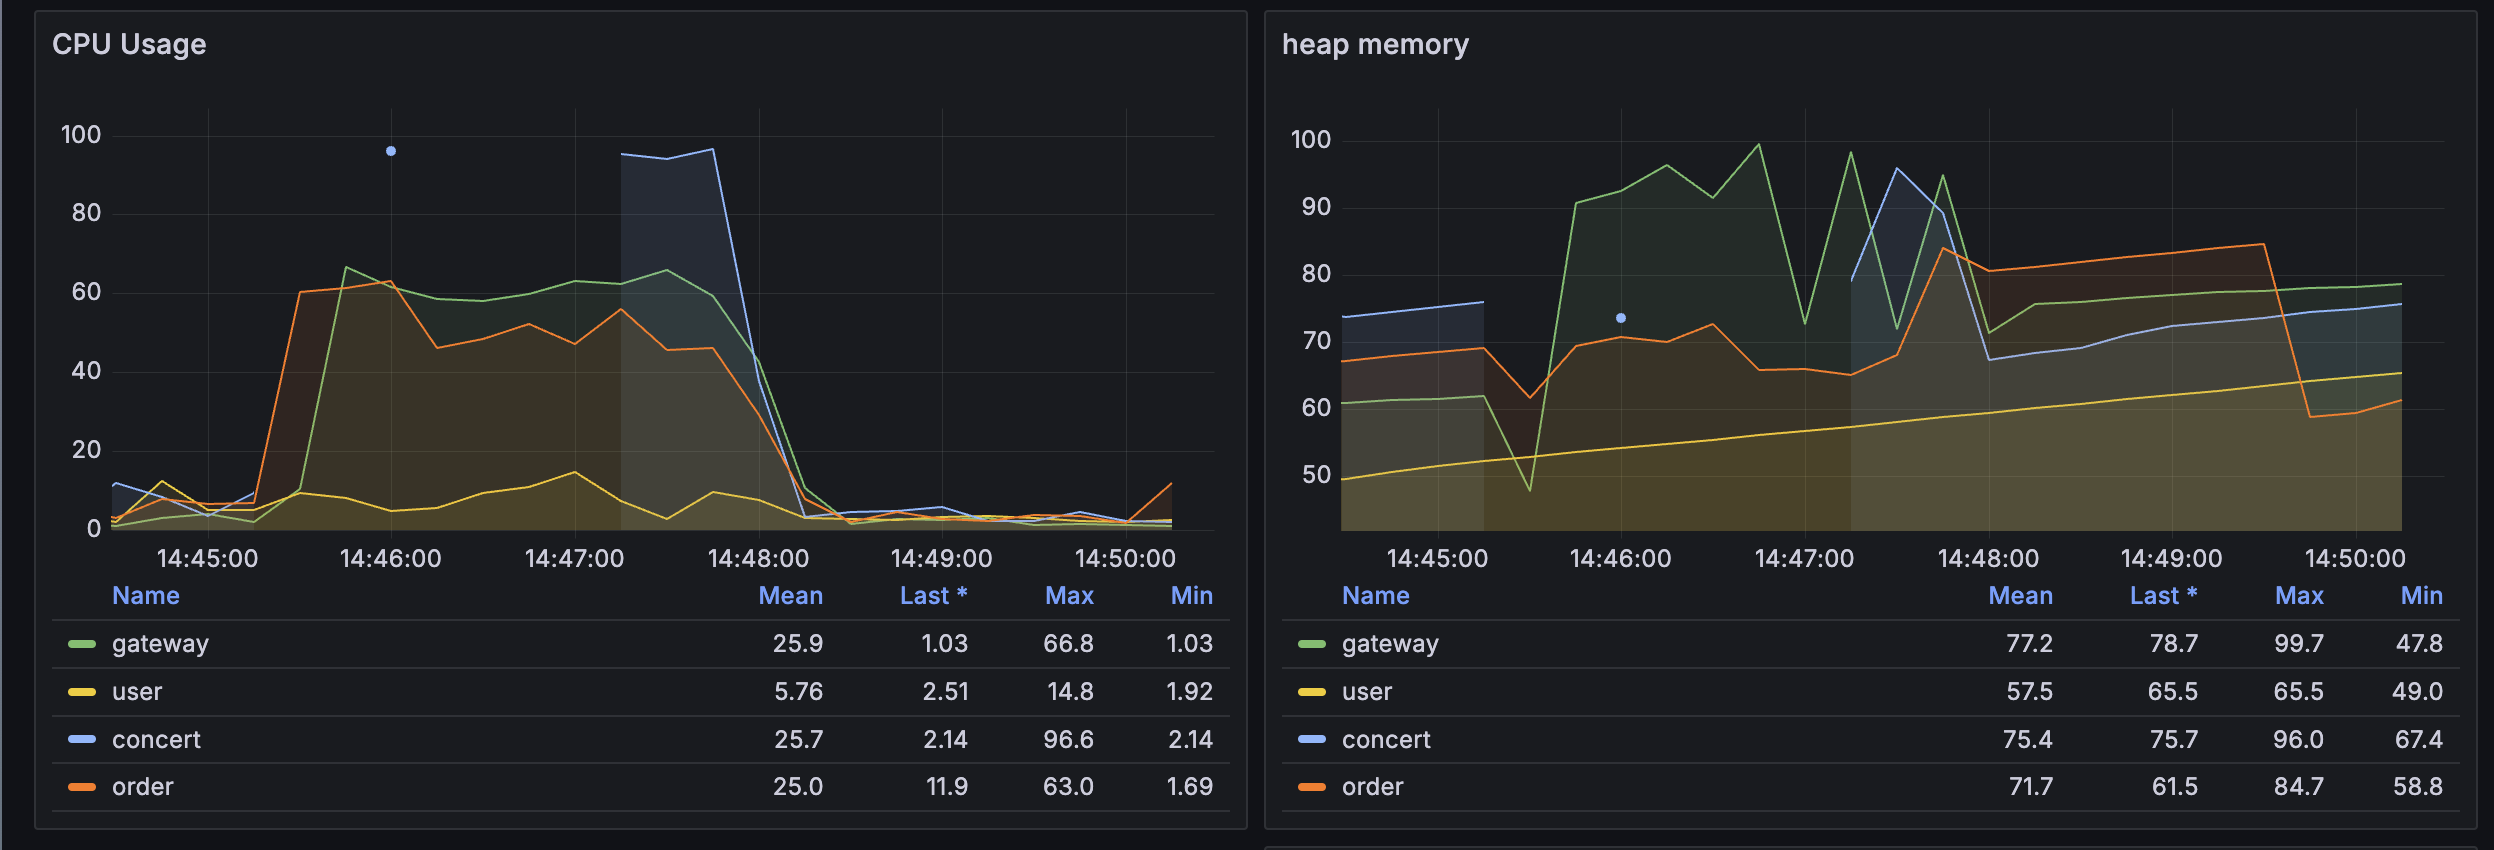 CPU Usage
100
80
60
40
20
0
14:45:00 14:46:00 14:47:00 14:48:00 14:49:00 14:50:00
Name Mean Last * Max Min
gateway 25.9 1.03 66.8 1.03
user 5.76 2.51 14.8 1.92
concert 25.7 2.14 96.6 2.14
order 25.0 11.9 63.0 1.69
heap memory
100
90
80
70
60
50
14:45:00 14:46:00 14:47:00 14:48:00 14:49:00 14:50:00
Name Mean Last * Max Min
gateway 77.2 78.7 99.7 47.8
user 57.5 65.5 65.5 49.0
concert 75.4 75.7 96.0 67.4
order 71.7 61.5 84.7 58.8